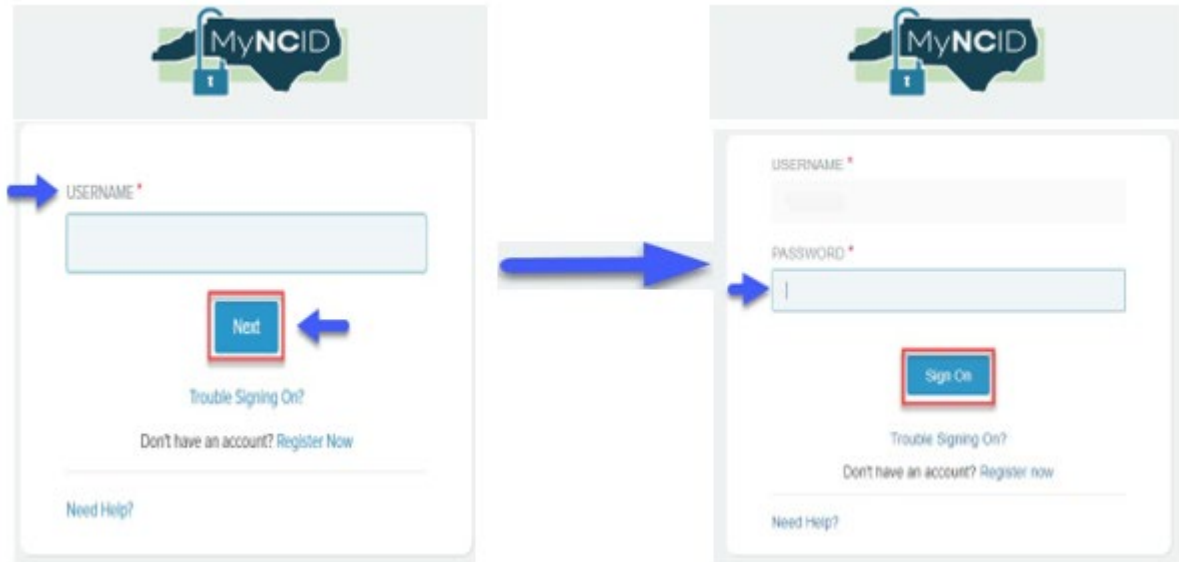 MyNCID
USERNAME *
Next
Trouble Signing On?
Don't have an account? Register Now
Need Help?
MyNCID
USERNAME *
PASSWORD *
Sign On
Trouble Signing On?
Don't have an account? Register now
Need Help?